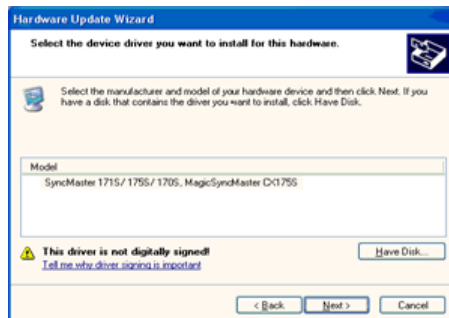 Hardware Update Wizard
Select the device driver you want to install for this hardware.
Select the manufacturer and model of your hardware device and then click Next. If you
have a disk that contains the driver you want to install, click Have Disk.
Model
SyncMaster 171S/ 175S/ 170S, MagicSyncMaster CX175S
This driver is not digitally signed!
Have Disk...
Tell me why driver signing is important
< Back
Next >
Cancel